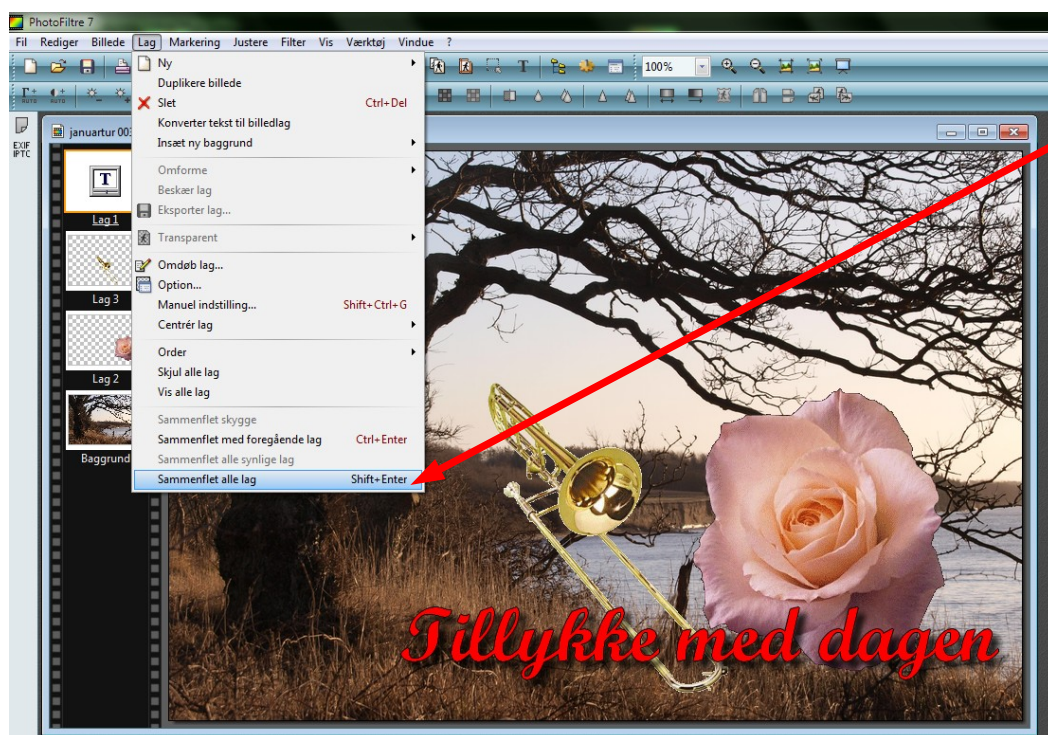 PhotoFiltre 7
Fil Rediger Billede Lag Markering Justere Filter Vis Værktøj Vindue ?
T 100%
AUTO AUTO
EXIF
IPTC
januartur 003
T
Lag 1
Lag 3
Lag 2
Baggrund
Ny
Duplikere billede
Slet Ctrl+Del
Konverter tekst til billedlag
Insæt ny baggrund
Omforme
Beskær lag
Eksporter lag...
Transparent
Omdøb lag...
Option...
Manuel indstilling... Shift+Ctrl+G
Centrér lag
Order
Skjul alle lag
Vis alle lag
Sammenflet skygge
Sammenflet med foregående lag Ctrl+Enter
Sammenflet alle synlige lag
Sammenflet alle lag Shift+Enter
Tillykke med dagen